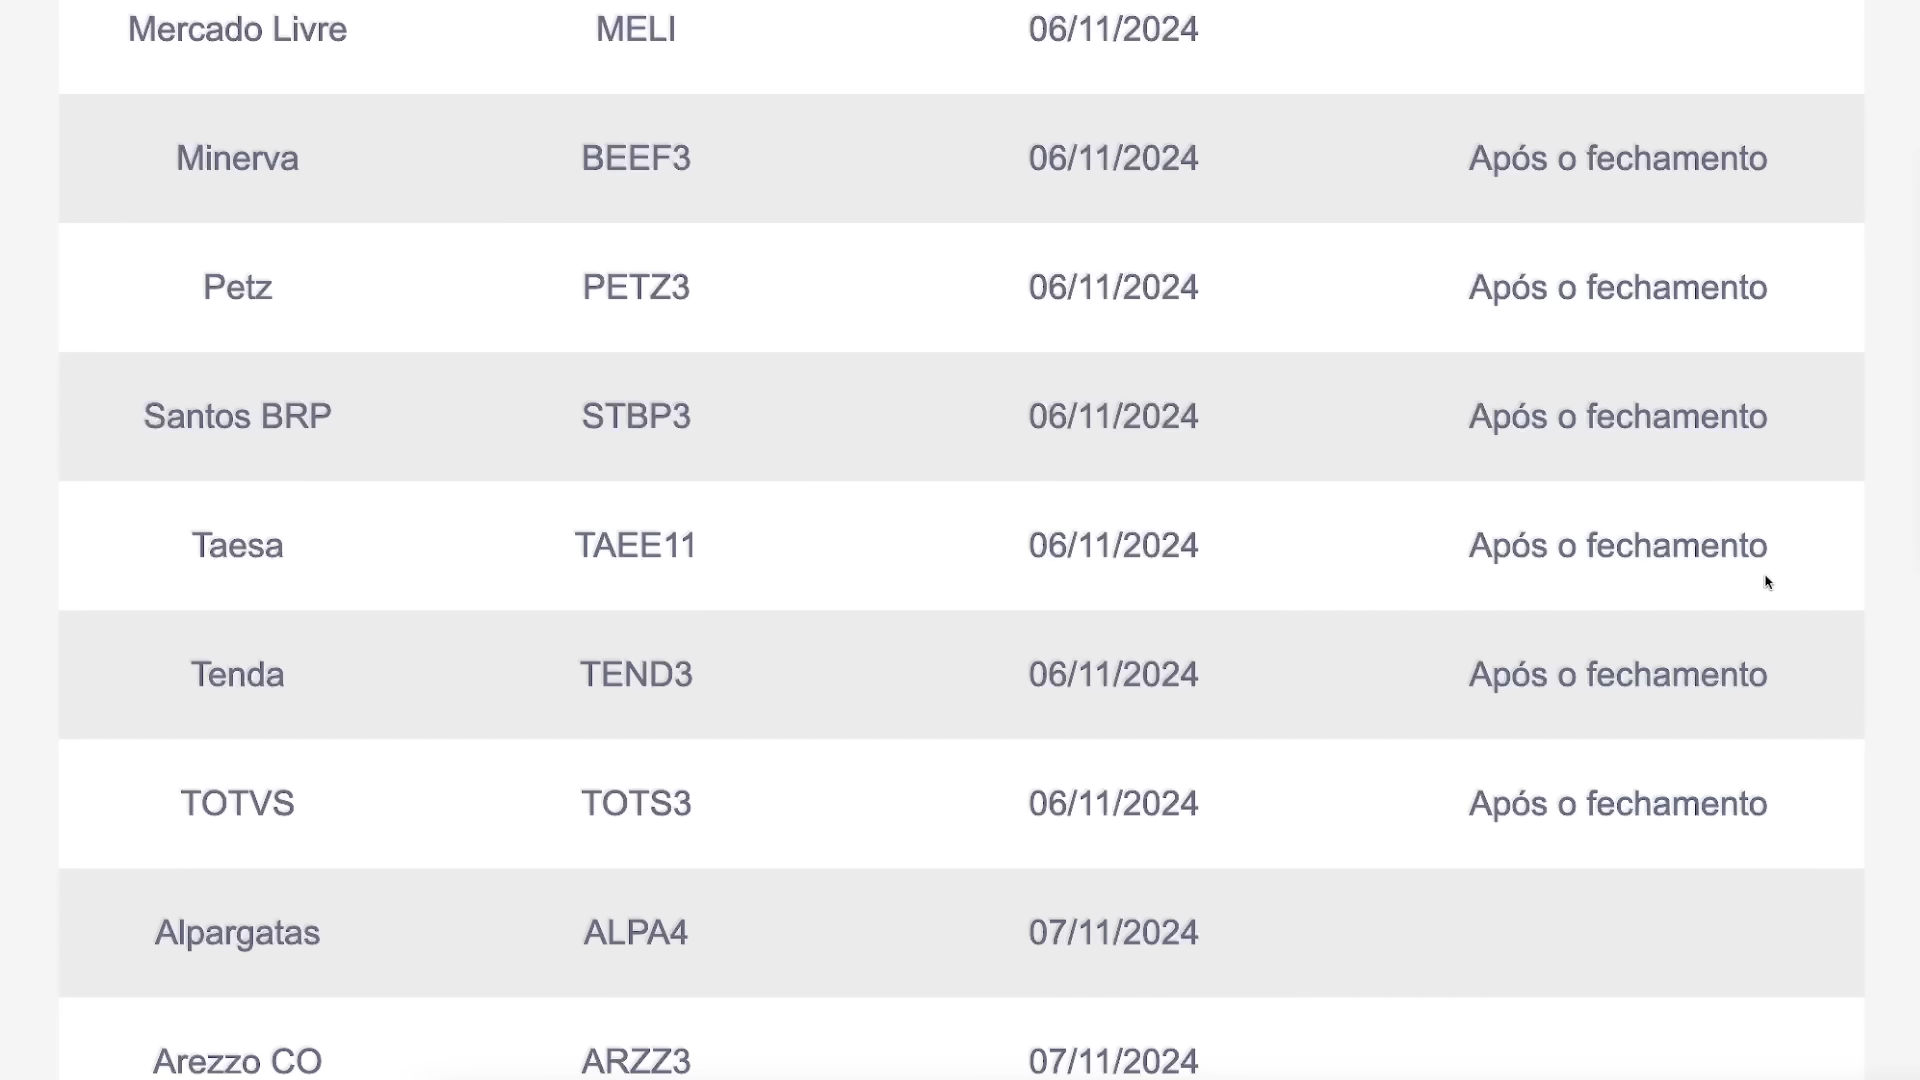 Mercado Livre MELI 06/11/2024
Minerva BEEF3 06/11/2024 Após o fechamento
Petz PETZ3 06/11/2024 Após o fechamento
Santos BRP STBP3 06/11/2024 Após o fechamento
Taesa TAEE11 06/11/2024 Após o fechamento
Tenda TEND3 06/11/2024 Após o fechamento
TOTVS TOTS3 06/11/2024 Após o fechamento
Alpargatas ALPA4 07/11/2024
Arezzo CO ARZZ3 07/11/2024